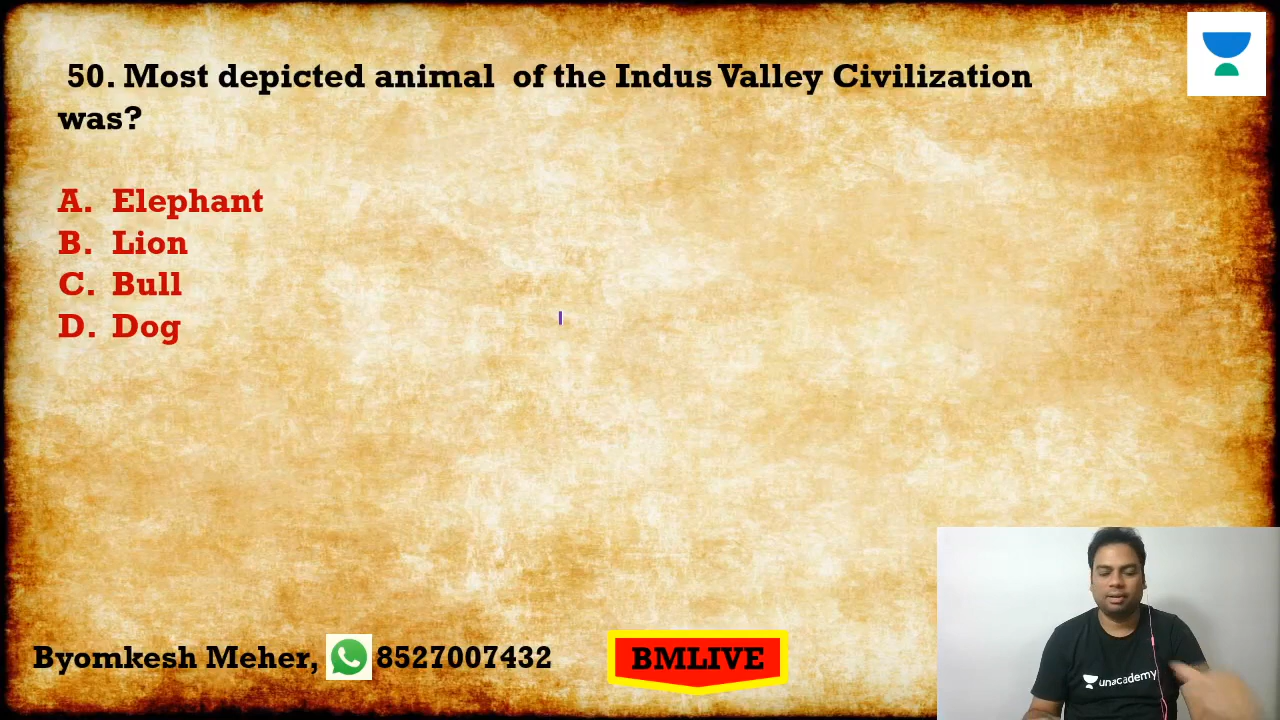 50. Most depicted animal of the Indus Valley Civilization
was?
A. Elephant
B. Lion
C. Bull
D. Dog
Byomkesh Meher, 8527007432
BMLIVE
unacademy